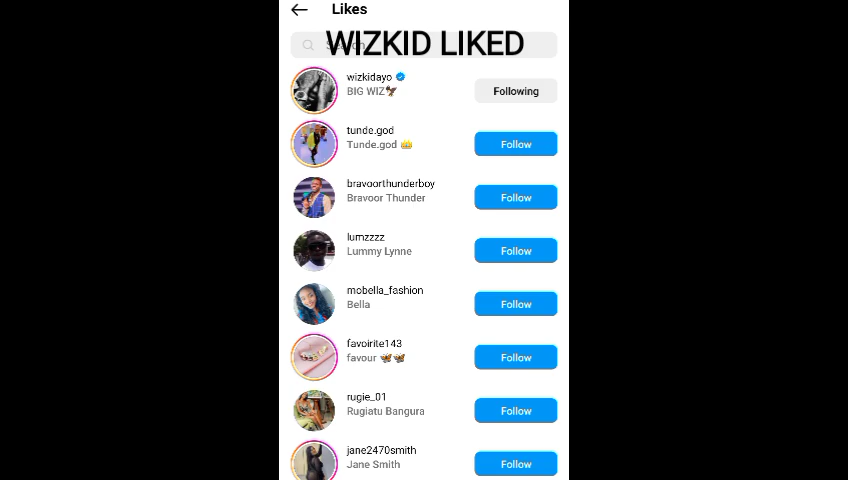 Likes
WIZKID LIKED
wizkidayo
BIG WIZ🦅
Following
tunde.god
Tunde.god 👑
Follow
bravoorthunderboy
Bravoor Thunder
Follow
lumzzzz
Lummy Lynne
Follow
mobella_fashion
Bella
Follow
favoirite143
favour 🦋🦋
Follow
rugie_01
Rugiatu Bangura
Follow
jane2470smith
Jane Smith
Follow